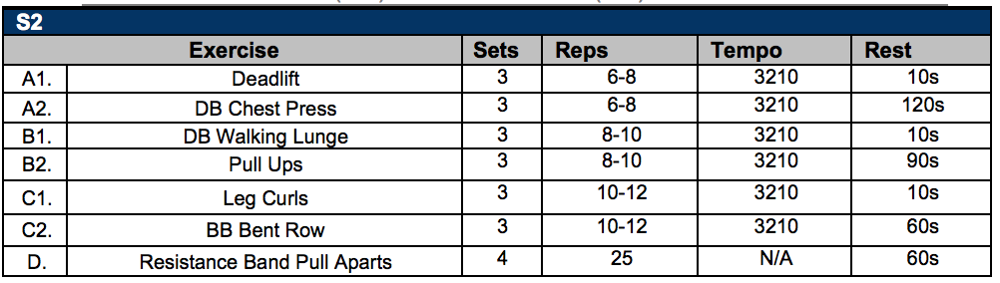 S2
Exercise Sets Reps Tempo Rest
A1. Deadlift 3 6-8 3210 10s
A2. DB Chest Press 3 6-8 3210 120s
B1. DB Walking Lunge 3 8-10 3210 10s
B2. Pull Ups 3 8-10 3210 90s
C1. Leg Curls 3 10-12 3210 10s
C2. BB Bent Row 3 10-12 3210 60s
D. Resistance Band Pull Aparts 4 25 N/A 60s